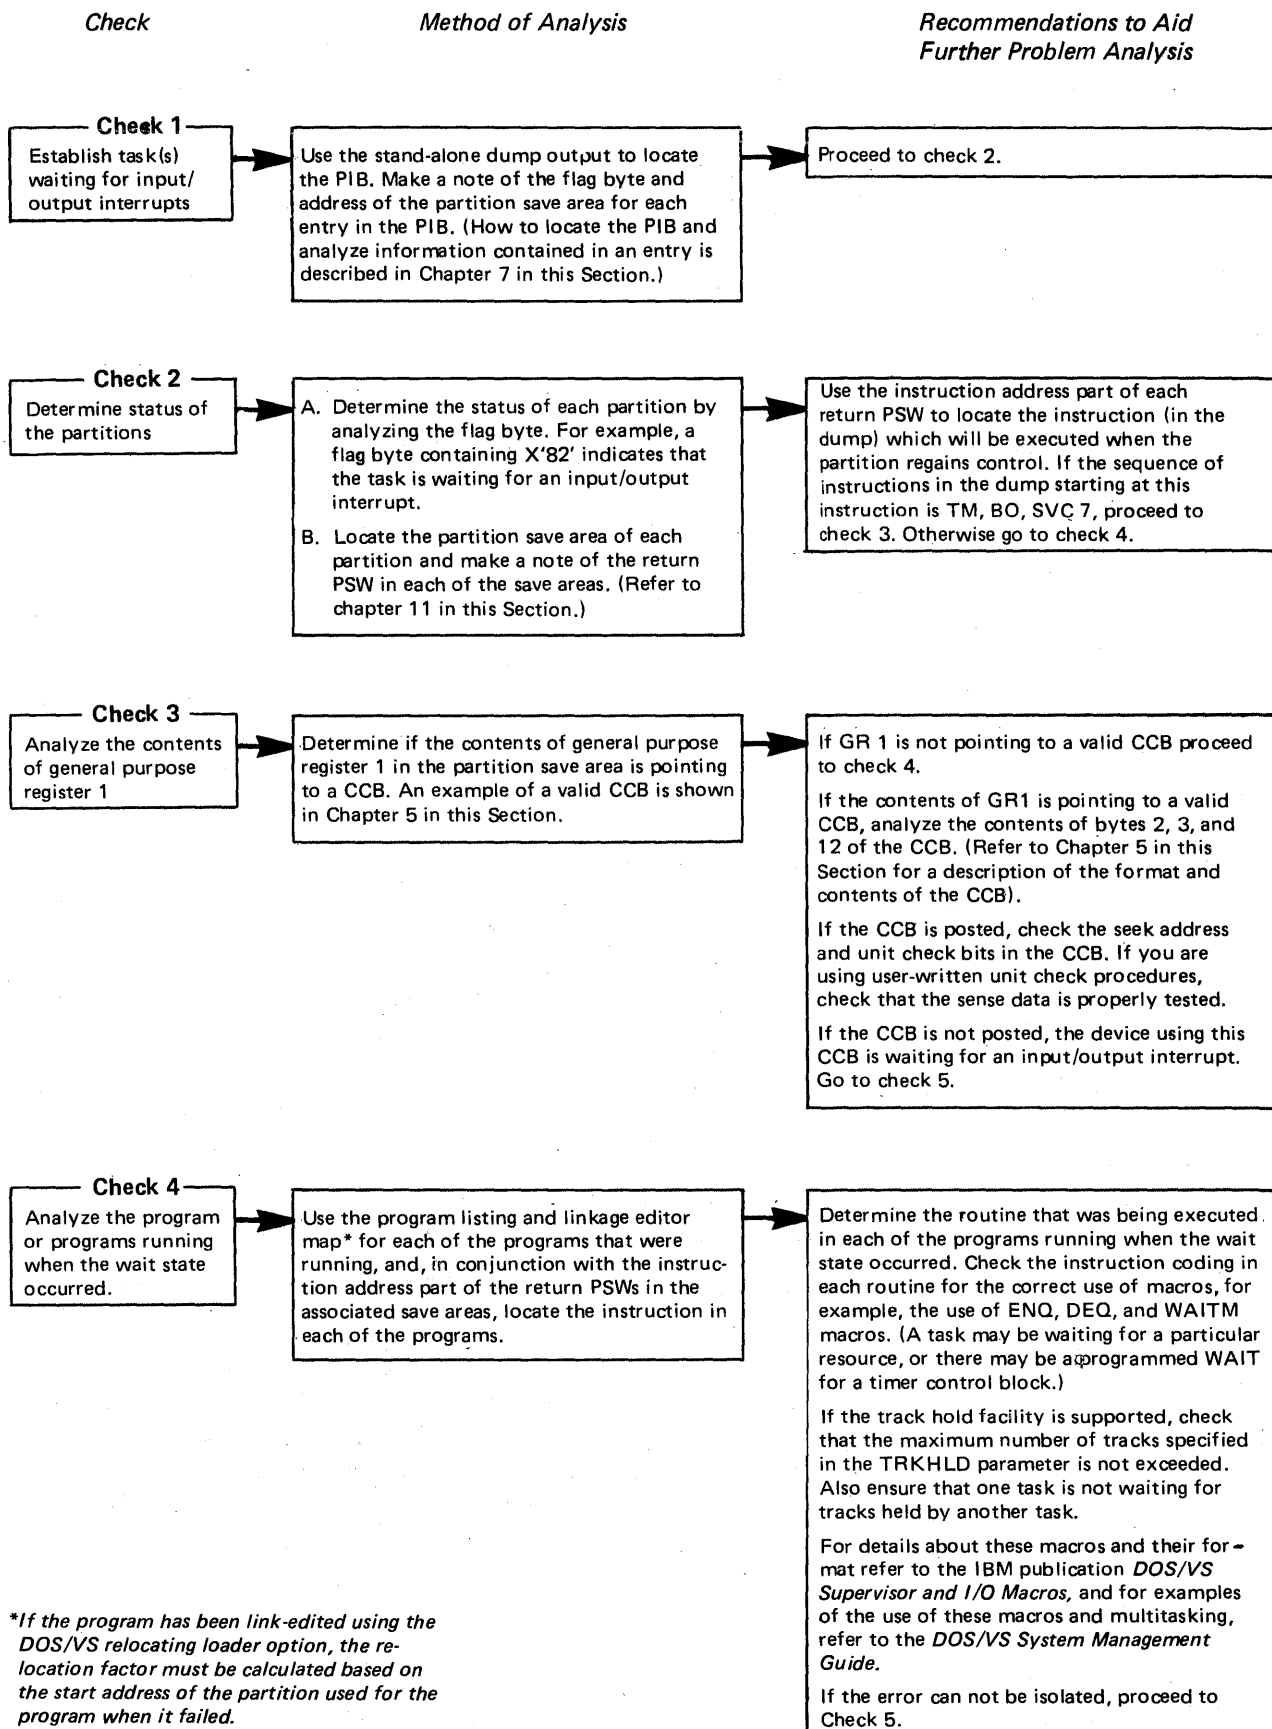 Check
Method of Analysis
Recommendations to Aid
Further Problem Analysis
Check 1
Establish task(s)
waiting for input/
output interrupts
Use the stand-alone dump output to locate
the PIB. Make a note of the flag byte and
address of the partition save area for each
entry in the PIB. (How to locate the PIB and
analyze information contained in an entry is
described in Chapter 7 in this Section.)
Proceed to check 2.
Check 2
Determine status of
the partitions
A. Determine the status of each partition by
analyzing the flag byte. For example, a
flag byte containing X'82' indicates that
the task is waiting for an input/output
interrupt.
B. Locate the partition save area of each
partition and make a note of the return
PSW in each of the save areas. (Refer to
chapter 11 in this Section.)
Use the instruction address part of each
return PSW to locate the instruction (in the
dump) which will be executed when the
partition regains control. If the sequence of
instructions in the dump starting at this
instruction is TM, BO, SVC 7, proceed to
check 3. Otherwise go to check 4.
Check 3
Analyze the contents
of general purpose
register 1
Determine if the contents of general purpose
register 1 in the partition save area is pointing
to a CCB. An example of a valid CCB is shown
in Chapter 5 in this Section.
If GR 1 is not pointing to a valid CCB proceed
to check 4.
If the contents of GR1 is pointing to a valid
CCB, analyze the contents of bytes 2, 3, and
12 of the CCB. (Refer to Chapter 5 in this
Section for a description of the format and
contents of the CCB).
If the CCB is posted, check the seek address
and unit check bits in the CCB. If you are
using user-written unit check procedures,
check that the sense data is properly tested.
If the CCB is not posted, the device using this
CCB is waiting for an input/output interrupt.
Go to check 5.
Check 4
Analyze the program
or programs running
when the wait state
occurred.
Use the program listing and linkage editor
map* for each of the programs that were
running, and, in conjunction with the instruc-
tion address part of the return PSWs in the
associated save areas, locate the instruction in
each of the programs.
Determine the routine that was being executed
in each of the programs running when the wait
state occurred. Check the instruction coding in
each routine for the correct use of macros, for
example, the use of ENQ, DEQ, and WAITM
macros. (A task may be waiting for a particular
resource, or there may be a programmed WAIT
for a timer control block.)
If the track hold facility is supported, check
that the maximum number of tracks specified
in the TRKHLD parameter is not exceeded.
Also ensure that one task is not waiting for
tracks held by another task.
For details about these macros and their for-
mat refer to the IBM publication DOS/VS
Supervisor and I/O Macros, and for examples
of the use of these macros and multitasking,
refer to the DOS/VS System Management
Guide.
If the error can not be isolated, proceed to
Check 5.
*If the program has been link-edited using the
DOS/VS relocating loader option, the re-
location factor must be calculated based on
the start address of the partition used for the
program when it failed.